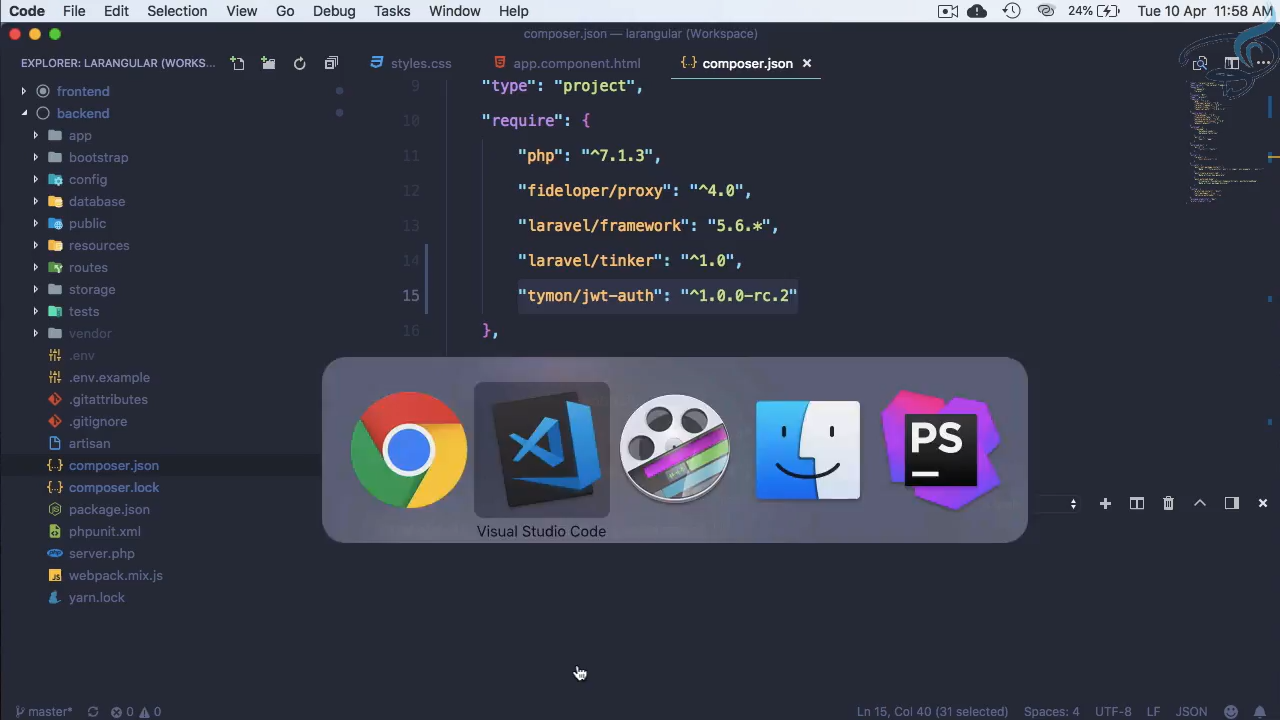 Code File Edit Selection View Go Debug Tasks Window Help 24% Tue 10 Apr 11:58 AM
composer.json — larangular (Workspace)
EXPLORER: LARANGULAR (WORKS...
styles.css app.component.html composer.json
frontend
backend
app
bootstrap
config
database
public
resources
routes
storage
tests
vendor
.env
.env.example
.gitattributes
.gitignore
artisan
composer.json
composer.lock
package.json
phpunit.xml
server.php
webpack.mix.js
yarn.lock
9 "type": "project",
10 "require": {
11 "php": "^7.1.3",
12 "fideloper/proxy": "^4.0",
13 "laravel/framework": "5.6.*",
14 "laravel/tinker": "^1.0",
15 "tymon/jwt-auth": "^1.0.0-rc.2"
16 },
PS
Visual Studio Code
master* 0 0 Ln 15, Col 40 (31 selected) Spaces: 4 UTF-8 LF JSON